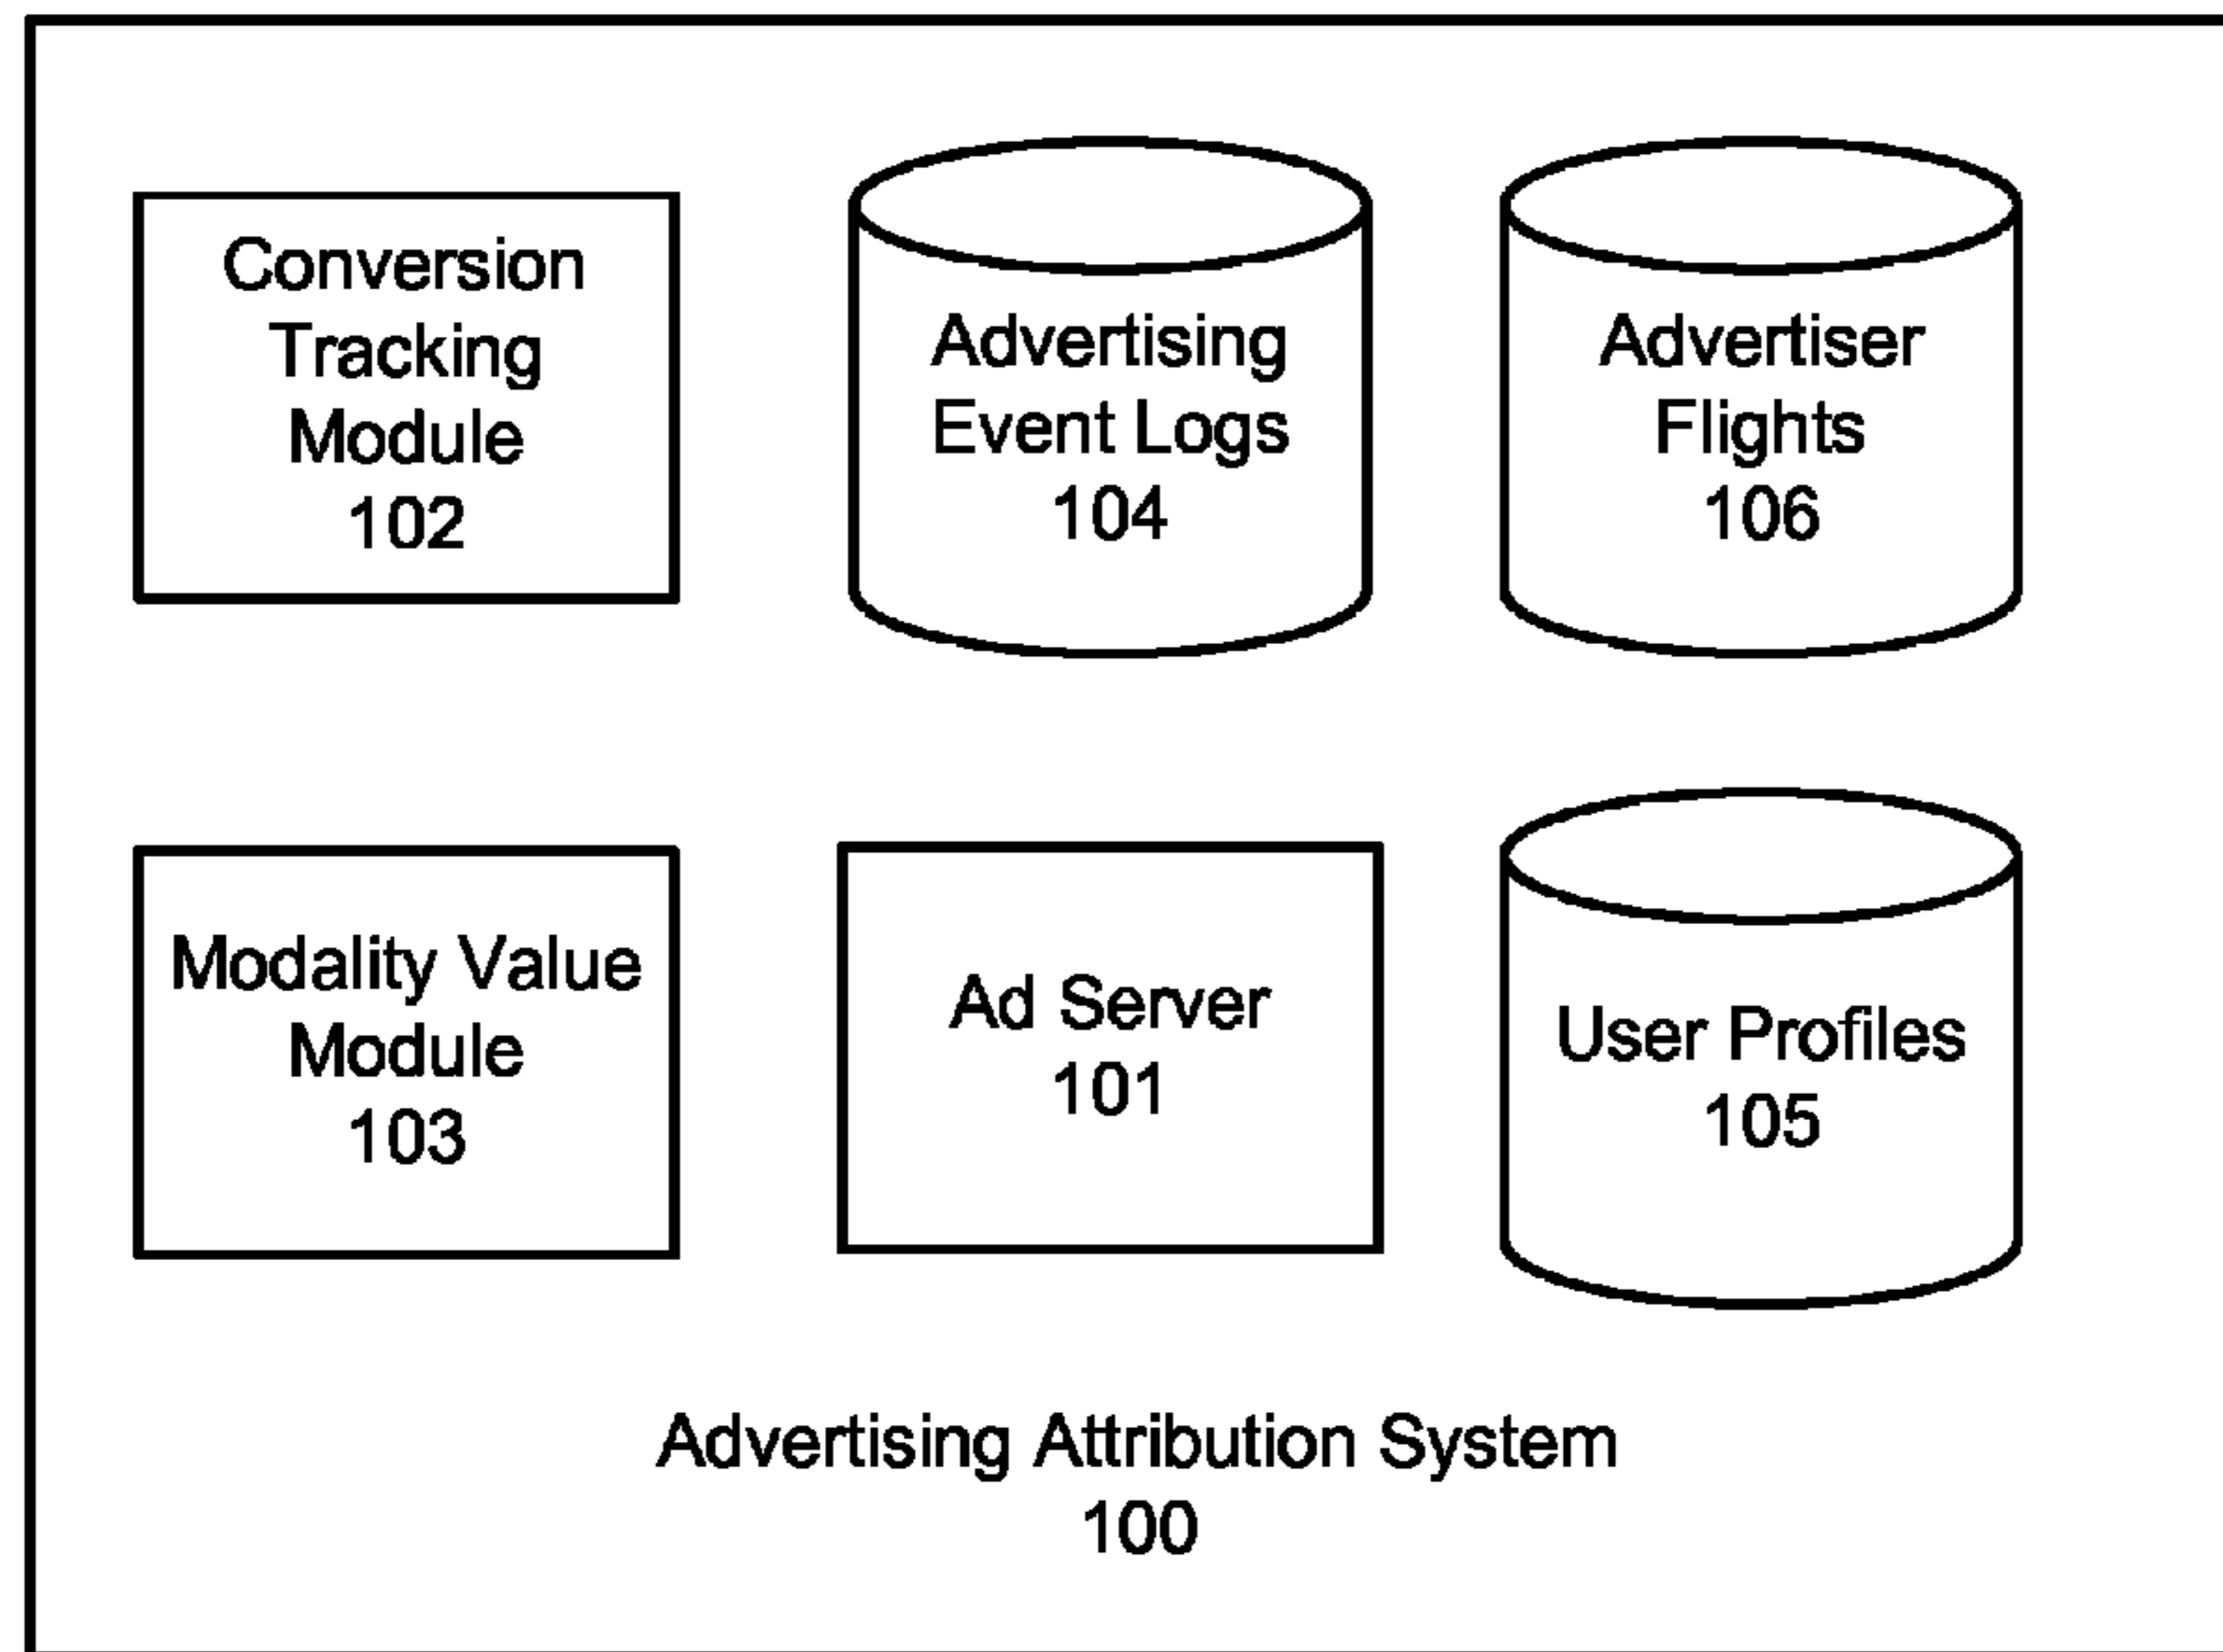 Conversion
Tracking
Module
102
Advertising
Event Logs
104
Advertiser
Flights
106
Modality Value
Module
103
Ad Server
101
User Profiles
105
Advertising Attribution System
100